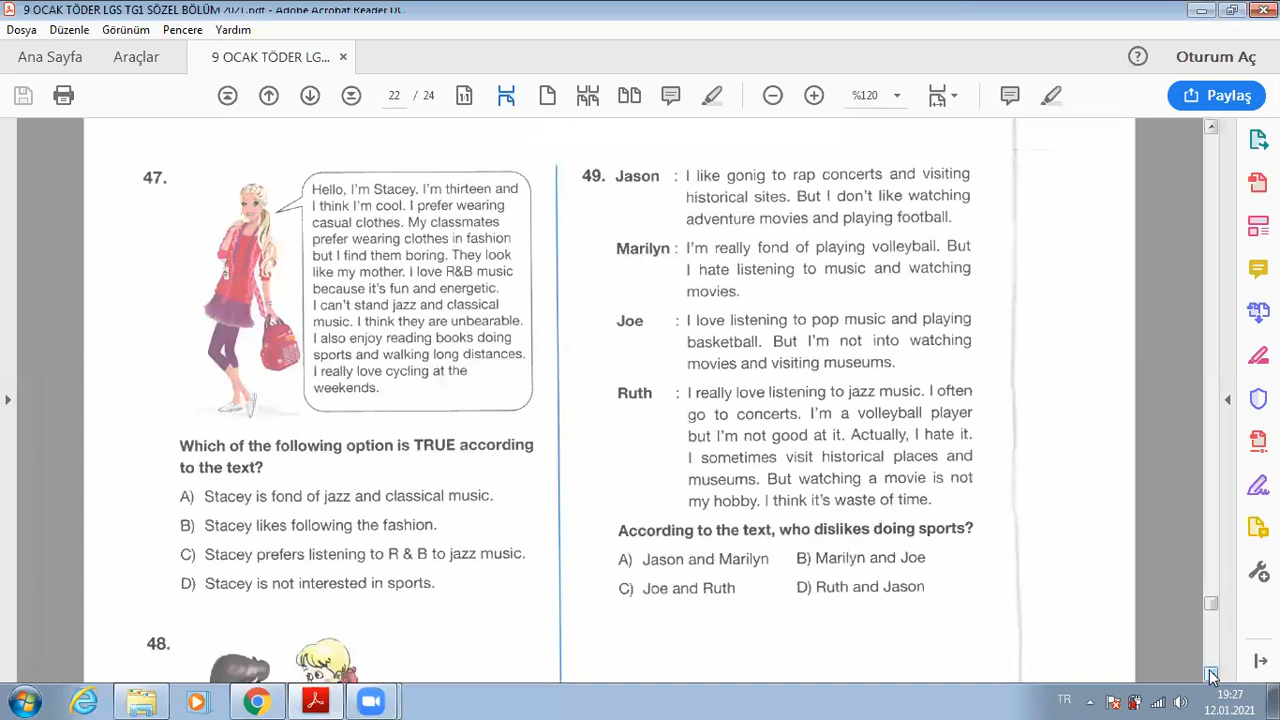 9 OCAK TÖDER LGS TG1 SÖZEL BÖLÜM 2021.pdf - Adobe Acrobat Reader DC
Dosya Düzenle Görünüm Pencere Yardım
Ana Sayfa Araçlar 9 OCAK TÖDER LG... × Oturum Aç
22 / 24 %120 Paylaş
47.
Hello, I'm Stacey. I'm thirteen and
I think I'm cool. I prefer wearing
casual clothes. My classmates
prefer wearing clothes in fashion
but I find them boring. They look
like my mother. I love R&B music
because it's fun and energetic.
I can't stand jazz and classical
music. I think they are unbearable.
I also enjoy reading books doing
sports and walking long distances.
I really love cycling at the
weekends.
Which of the following option is TRUE according
to the text?
A) Stacey is fond of jazz and classical music.
B) Stacey likes following the fashion.
C) Stacey prefers listening to R & B to jazz music.
D) Stacey is not interested in sports.
48.
49. Jason : I like gonig to rap concerts and visiting
historical sites. But I don't like watching
adventure movies and playing football.
Marilyn : I'm really fond of playing volleyball. But
I hate listening to music and watching
movies.
Joe : I love listening to pop music and playing
basketball. But I'm not into watching
movies and visiting museums.
Ruth : I really love listening to jazz music. I often
go to concerts. I'm a volleyball player
but I'm not good at it. Actually, I hate it.
I sometimes visit historical places and
museums. But watching a movie is not
my hobby. I think it's waste of time.
According to the text, who dislikes doing sports?
A) Jason and Marilyn B) Marilyn and Joe
C) Joe and Ruth D) Ruth and Jason
TR 19:27
12.01.2021